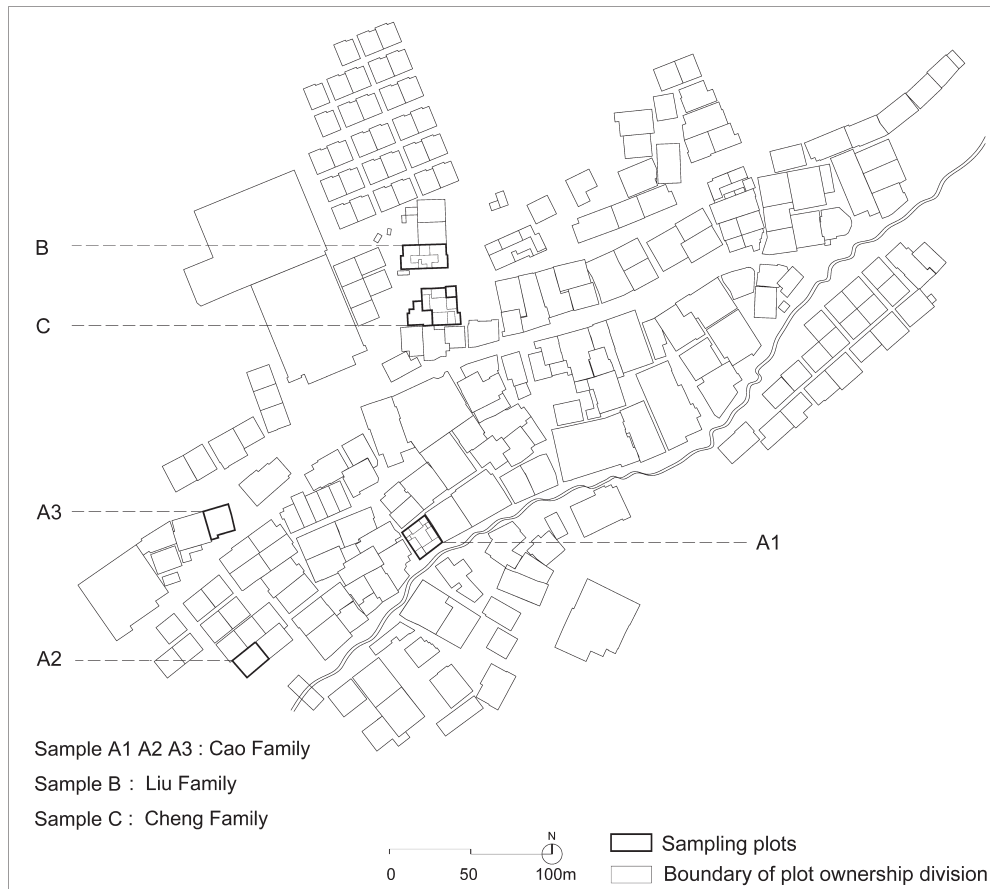 B
C
A3
A1
A2
Sample A1 A2 A3 : Cao Family
Sample B : Liu Family
Sample C : Cheng Family
N
0 50 100m
Sampling plots
Boundary of plot ownership division